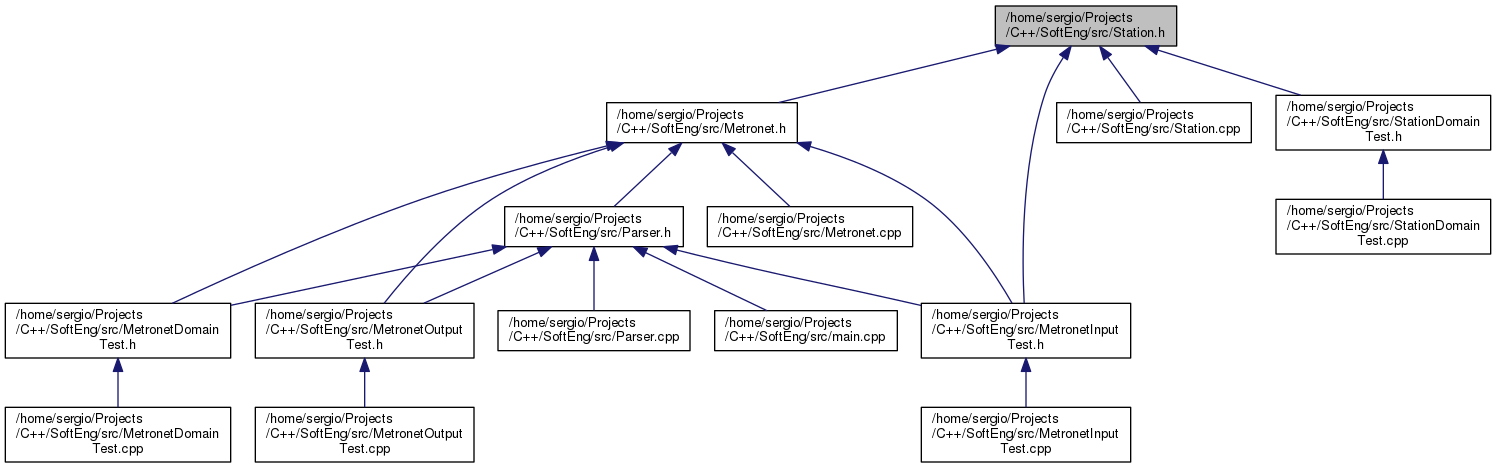 /home/sergio/Projects
/C++/SoftEng/src/Station.h
/home/sergio/Projects
/C++/SoftEng/src/Metronet.h
/home/sergio/Projects
/C++/SoftEng/src/Station.cpp
/home/sergio/Projects
/C++/SoftEng/src/StationDomain
Test.h
/home/sergio/Projects
/C++/SoftEng/src/Parser.h
/home/sergio/Projects
/C++/SoftEng/src/Metronet.cpp
/home/sergio/Projects
/C++/SoftEng/src/StationDomain
Test.cpp
/home/sergio/Projects
/C++/SoftEng/src/MetronetDomain
Test.h
/home/sergio/Projects
/C++/SoftEng/src/MetronetOutput
Test.h
/home/sergio/Projects
/C++/SoftEng/src/Parser.cpp
/home/sergio/Projects
/C++/SoftEng/src/main.cpp
/home/sergio/Projects
/C++/SoftEng/src/MetronetInput
Test.h
/home/sergio/Projects
/C++/SoftEng/src/MetronetDomain
Test.cpp
/home/sergio/Projects
/C++/SoftEng/src/MetronetOutput
Test.cpp
/home/sergio/Projects
/C++/SoftEng/src/MetronetInput
Test.cpp